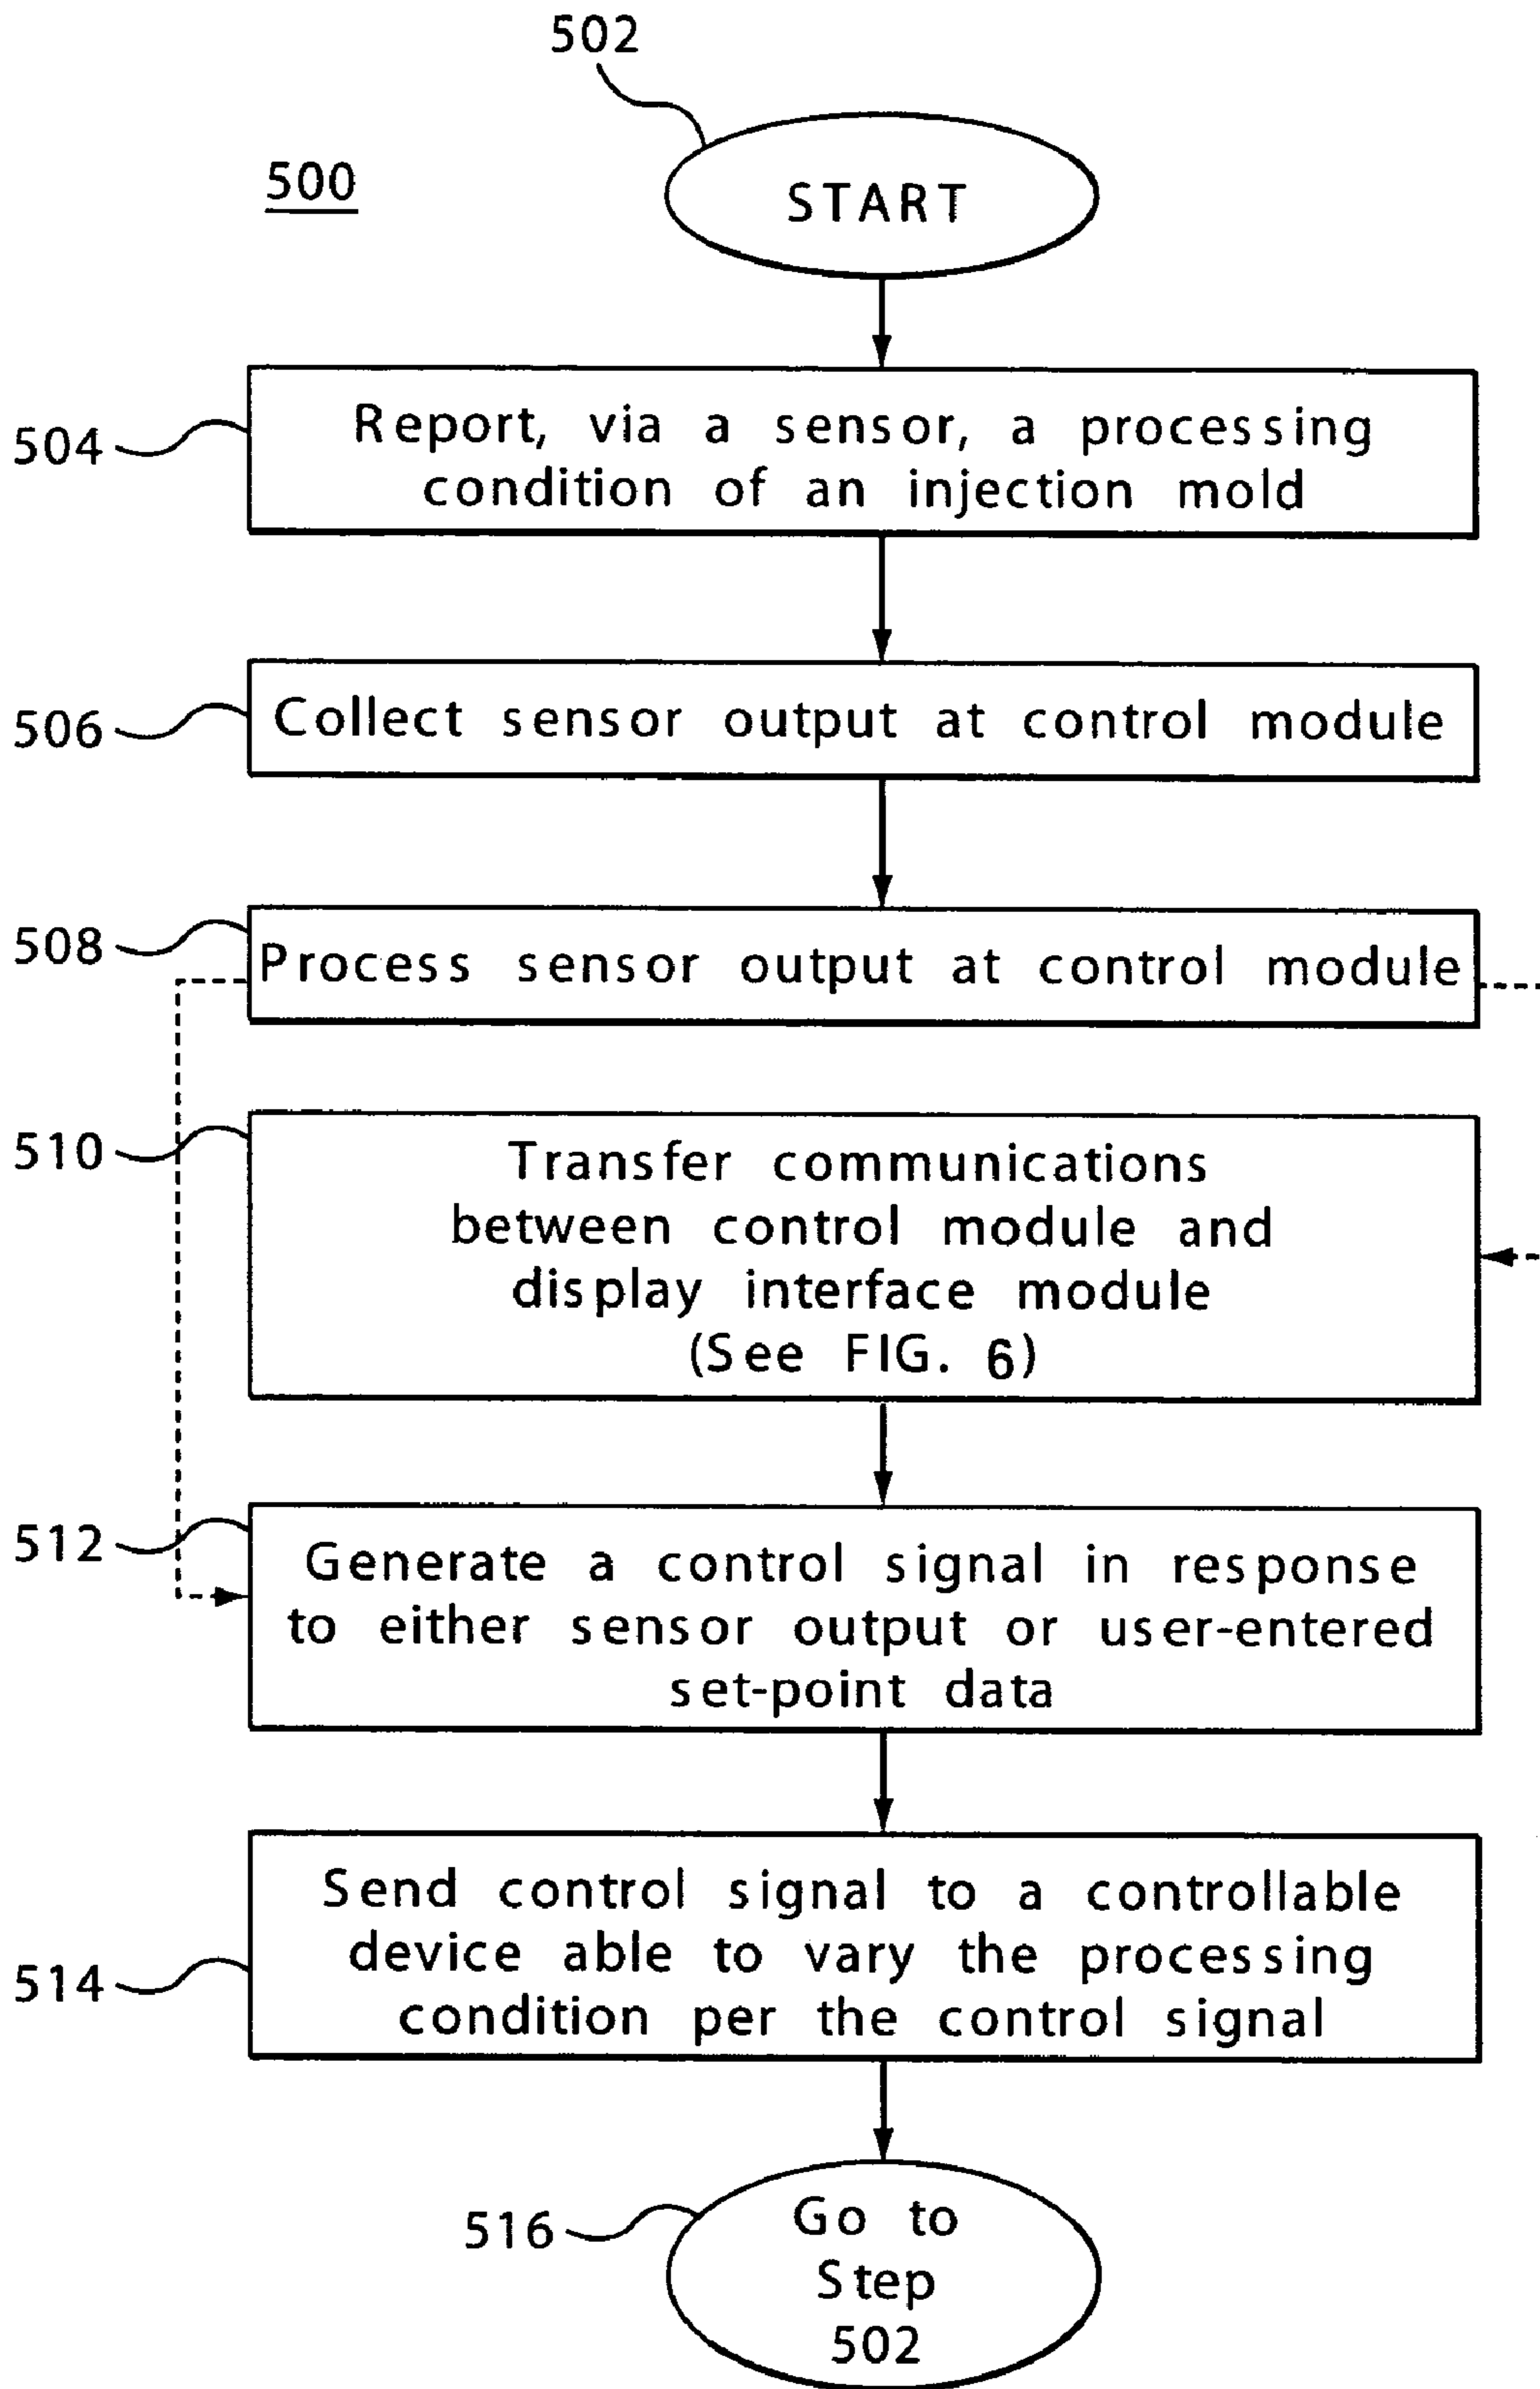 502
500
START
504
Report, via a sensor, a processing
condition of an injection mold
506
Collect sensor output at control module
508
Process sensor output at control module
510
Transfer communications
between control module and
display interface module
(See FIG. 6)
512
Generate a control signal in response
to either sensor output or user-entered
set-point data
514
Send control signal to a controllable
device able to vary the processing
condition per the control signal
516
Go to
Step
502